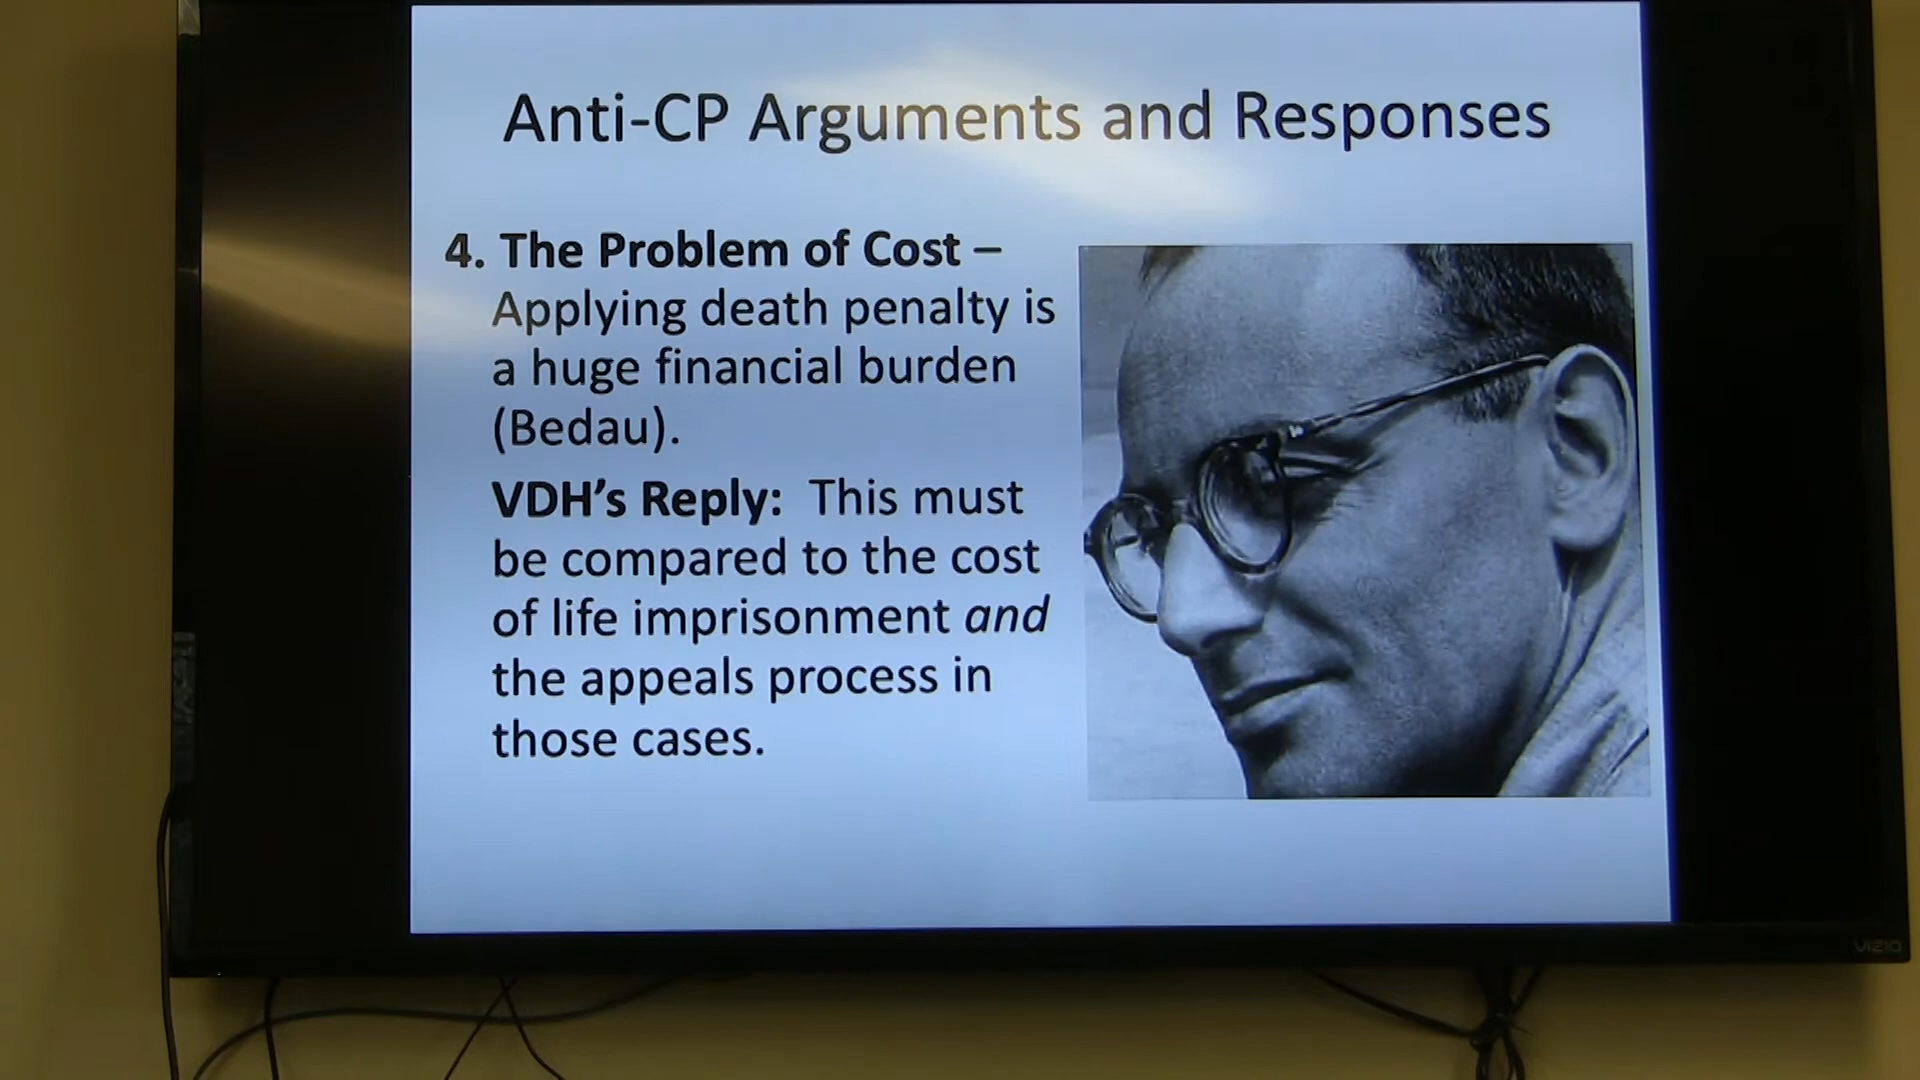 Anti-CP Arguments and Responses
4. The Problem of Cost –
Applying death penalty is
a huge financial burden
(Bedau).
VDH's Reply:  This must
be compared to the cost
of life imprisonment and
the appeals process in
those cases.
VIZIO